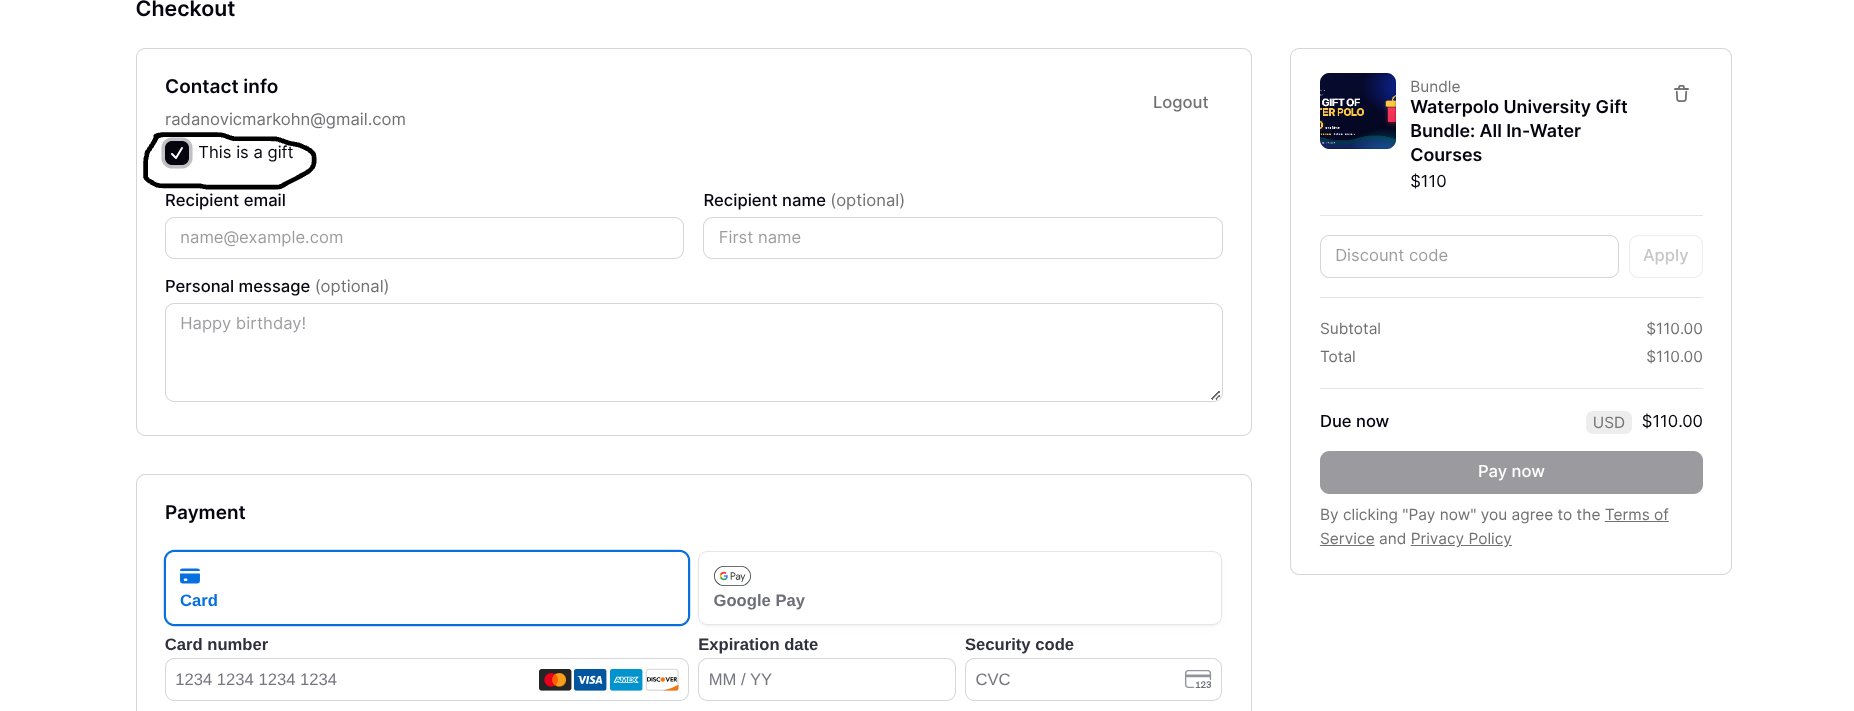 Checkout
Contact info
radanovicmarkohn@gmail.com
Logout
This is a gift
Recipient email
Recipient name (optional)
name@example.com
First name
Personal message (optional)
Happy birthday!
Payment
Card
G Pay
Google Pay
Card number
Expiration date
Security code
1234 1234 1234 1234
VISA
AMEX
DISCOVER
MM / YY
CVC
123
GIFT OF
ER POLO
Bundle
Waterpolo University Gift
Bundle: All In-Water
Courses
$110
Discount code
Apply
Subtotal
$110.00
Total
$110.00
Due now
USD
$110.00
Pay now
By clicking "Pay now" you agree to the Terms of
Service and Privacy Policy